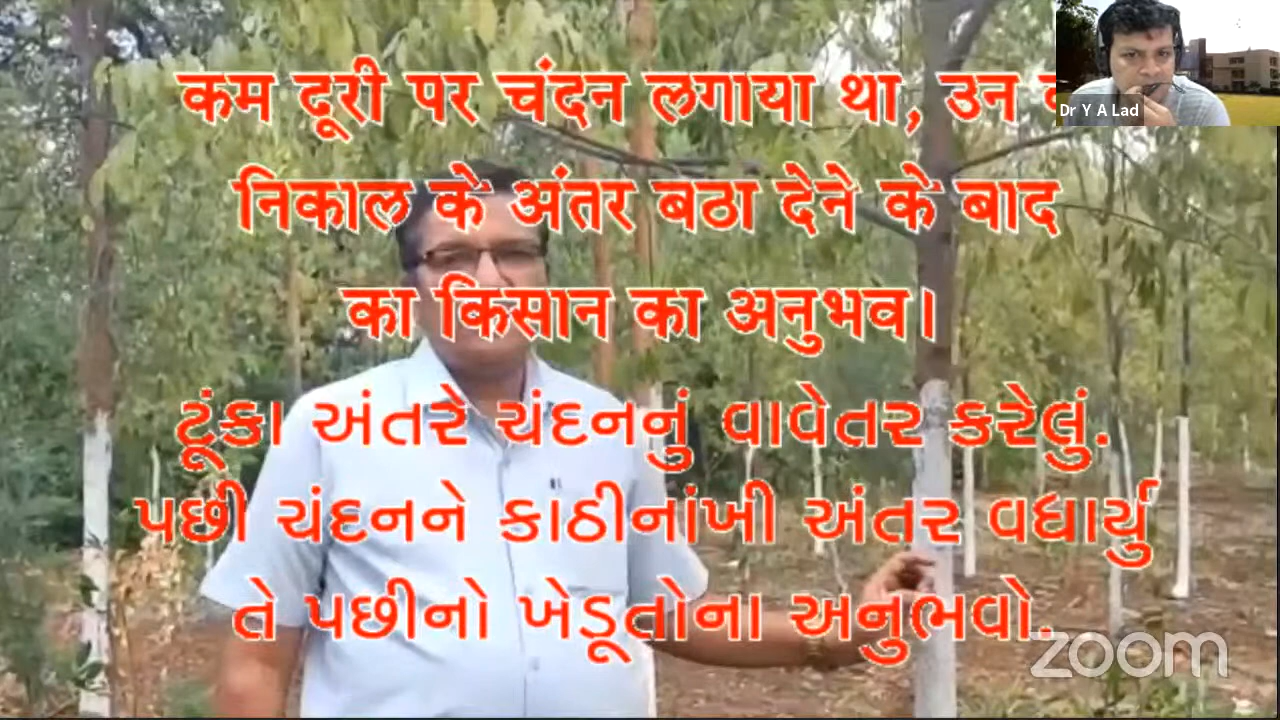 कम दूरी पर चंदन लगाया था, उन
निकाल के अंतर बठा देने के बाद
का किसान का अनुभव।
ટૂંકા અંતરે ચંદનનું વાવેતર કરેલું.
પછી ચંદનને કાઠીનાંખી અંતર વધાર્યુ
તે પછીનો ખેડૂતોના અનુભવો.
Dr Y A Lad
zoom